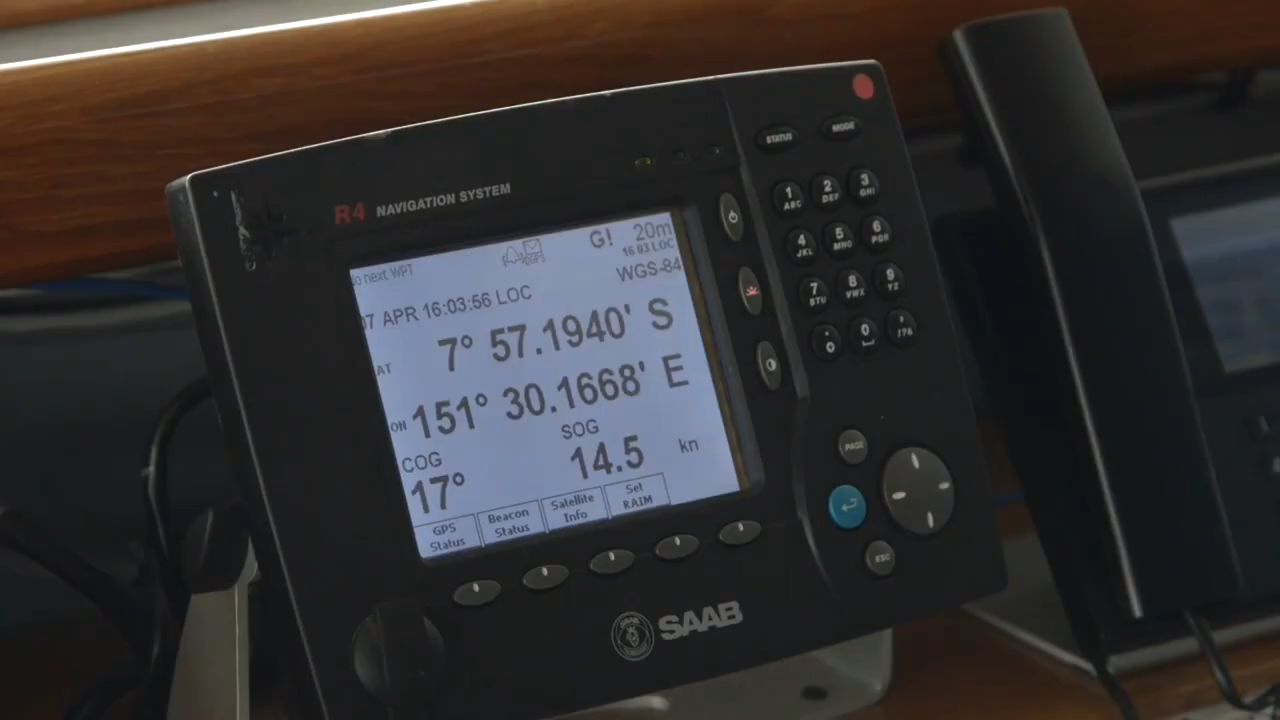 R4 NAVIGATION SYSTEM
STATUS MODE
o next WPT
DGPS
G! 20m
16 03 LOC
WGS-84
07 APR 16:03:56 LOC
AT 7° 57.1940' S
ON 151° 30.1668' E
COG SOG
17° 14.5 kn
GPS Status
Beacon Status
Satellite Info
Set RAIM
1 ABC
2 DEF
3 GHI
4 JKL
5 MNO
6 PQR
7 STU
8 VWX
9 YZ
0
PAGE
ESC
SAAB